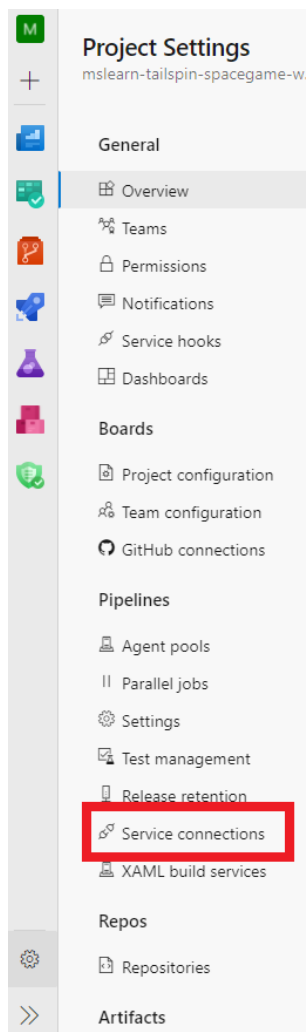 M
Project Settings
mslearn-tailspin-spacegame-w.
General
Overview
Teams
Permissions
Notifications
Service hooks
Dashboards
Boards
Project configuration
Team configuration
GitHub connections
Pipelines
Agent pools
Parallel jobs
Settings
Test management
Release retention
Service connections
XAML build services
Repos
Repositories
Artifacts